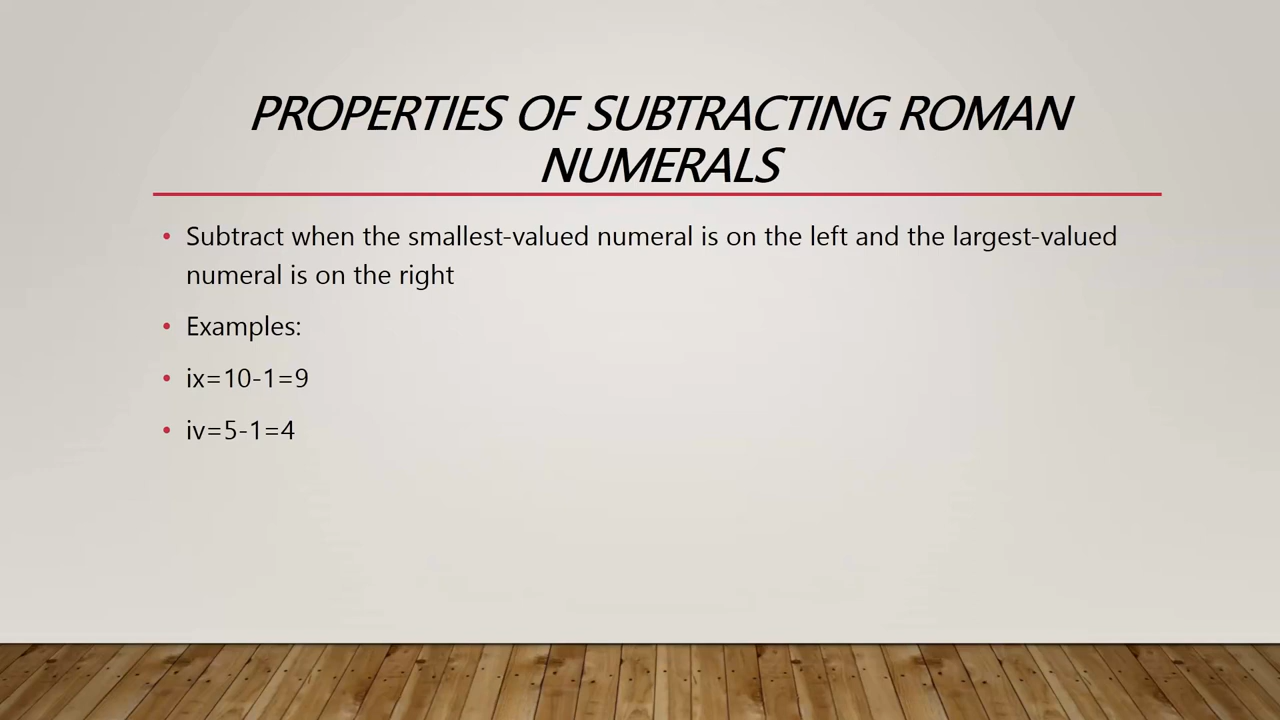 PROPERTIES OF SUBTRACTING ROMAN
NUMERALS
• Subtract when the smallest-valued numeral is on the left and the largest-valued
numeral is on the right
• Examples:
• ix=10-1=9
• iv=5-1=4